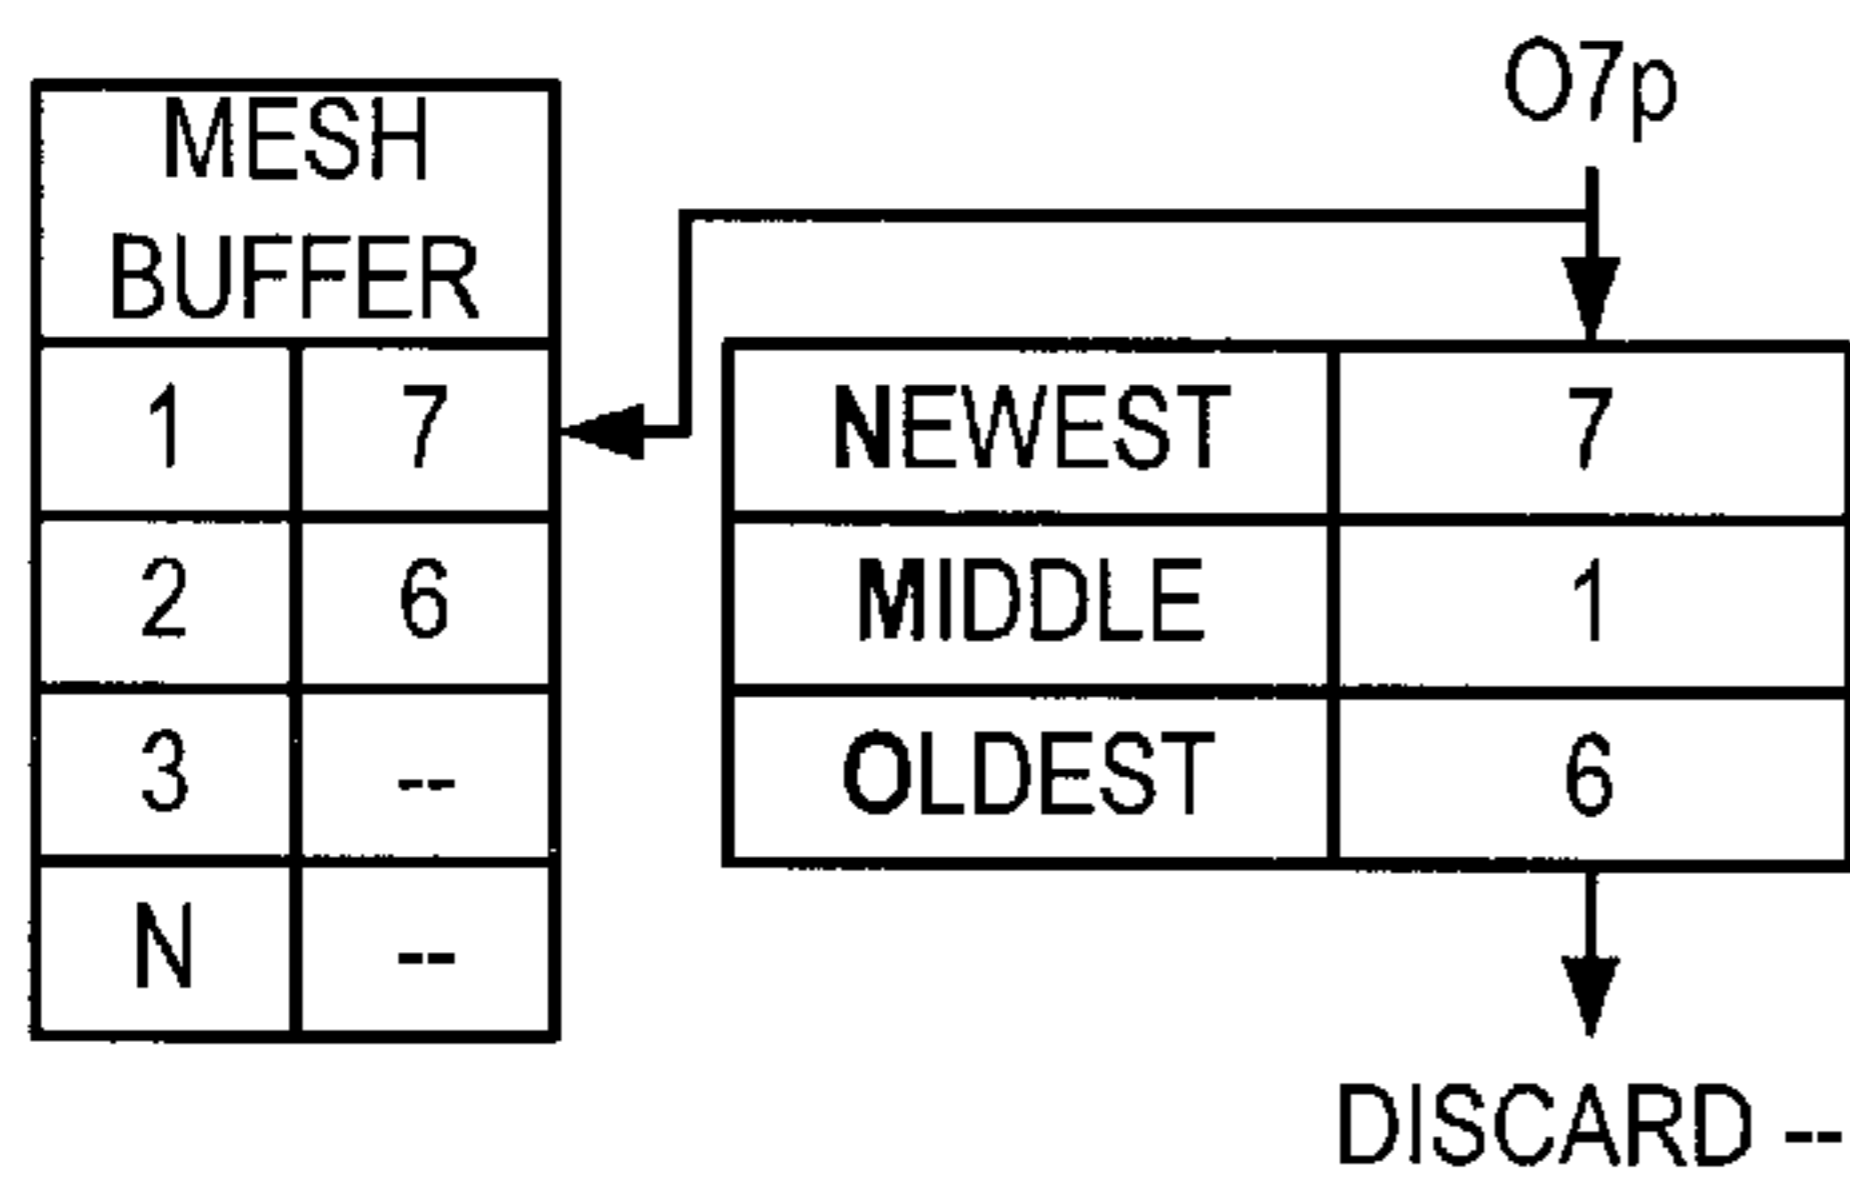 O7p
MESH
BUFFER
1 7
2 6
3 --
N --
NEWEST 7
MIDDLE 1
OLDEST 6
DISCARD --